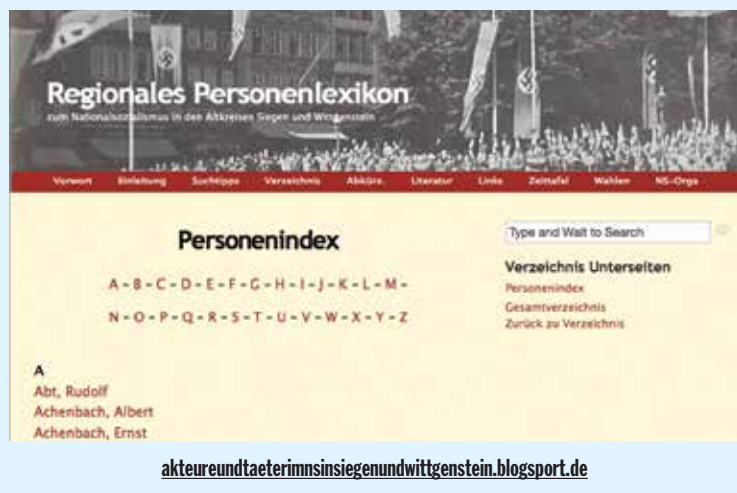 Regionales Personenlexikon
zum Nationalsozialismus in den Altkreisen Siegen und Wittgenstein
Vorwort Einleitung Suchtipps Verzeichnis Abkürz. Literatur Links Zeittafel Wahlen NS-Orga
Personenindex
A - B - C - D - E - F - G - H - I - J - K - L - M -
N - O - P - Q - R - S - T - U - V - W - X - Y - Z
A
Abt, Rudolf
Achenbach, Albert
Achenbach, Ernst
Type and Wait to Search
Verzeichnis Unterseiten
Personenindex
Gesamtverzeichnis
Zurück zu Verzeichnis
akteureundtaeterimnsinsiegenundwittgenstein.blogsport.de